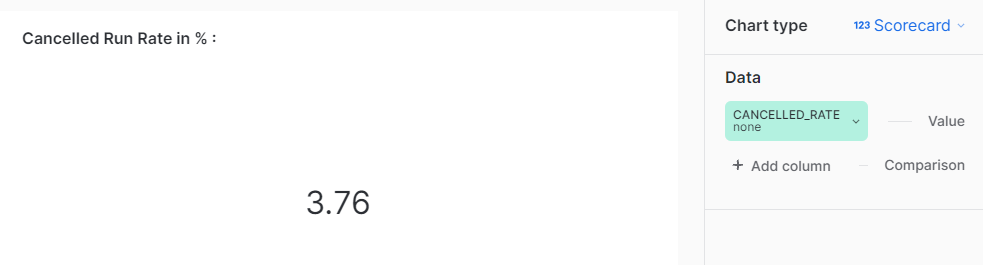 Cancelled Run Rate in % :
3.76
Chart type
123 Scorecard
Data
CANCELLED_RATE
none
Value
+ Add column
Comparison